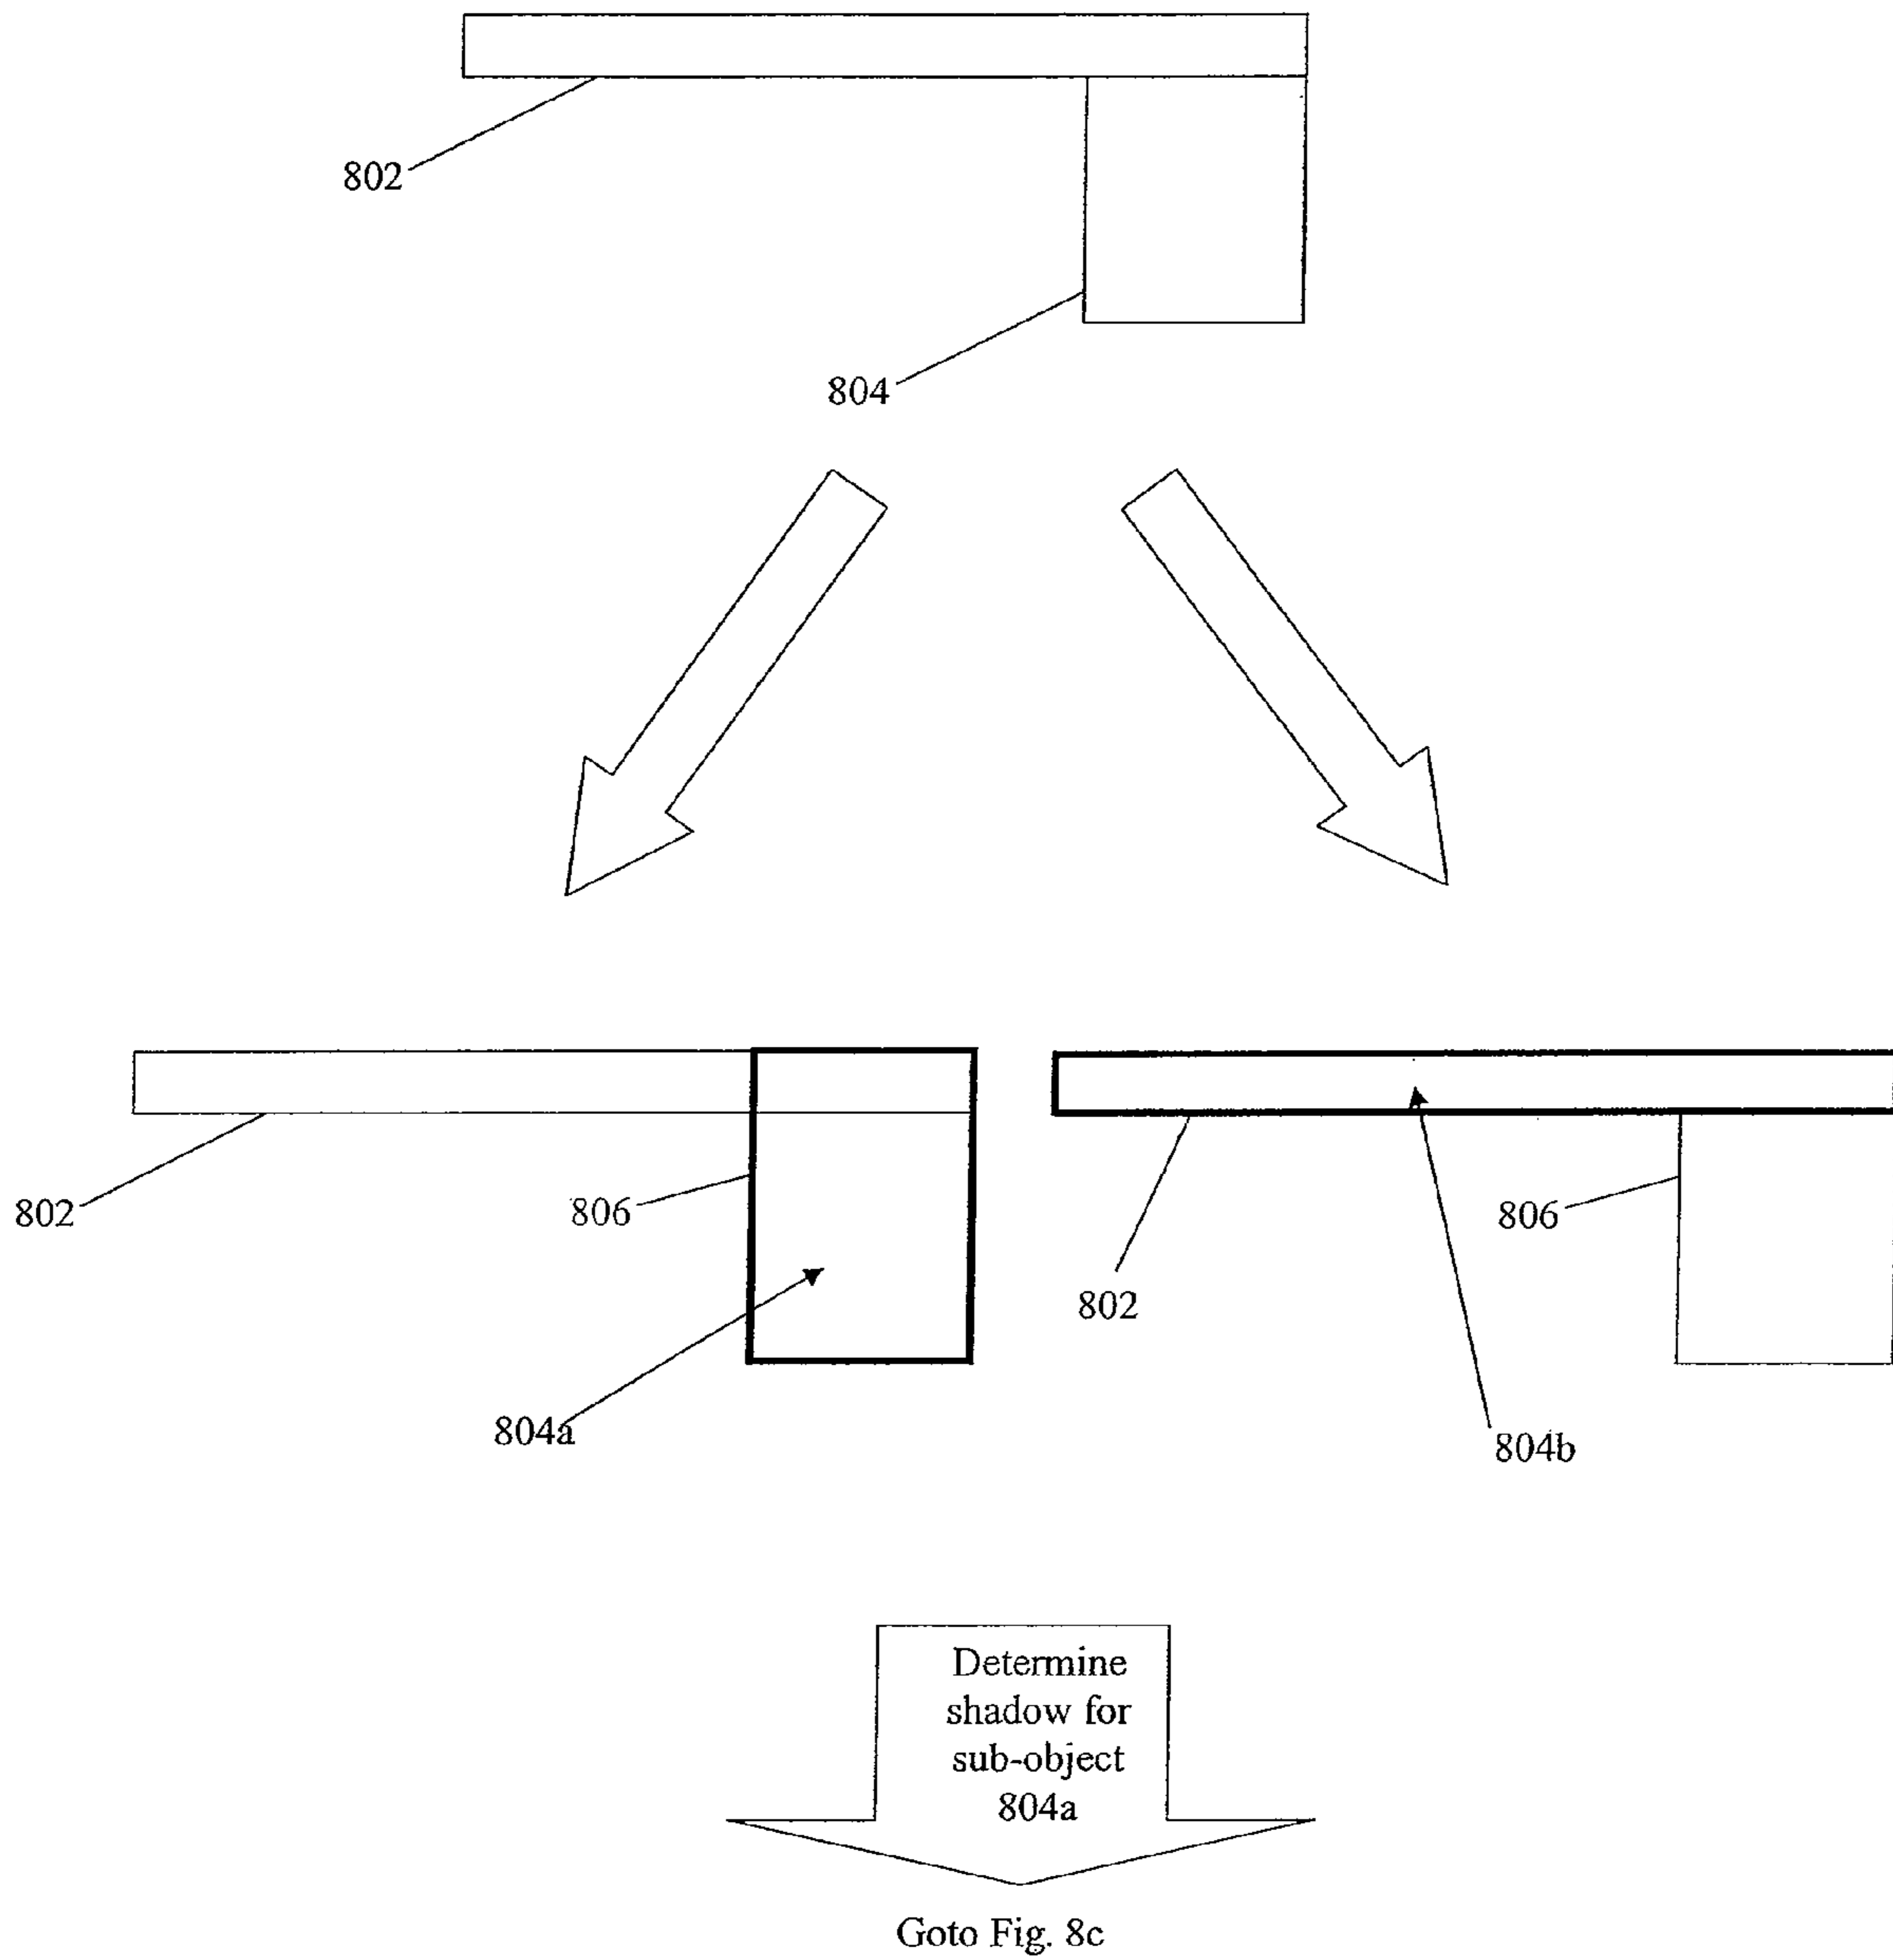 802
804
802
806
804a
802
806
804b
Determine
shadow for
sub-object
804a
Goto Fig. 8c